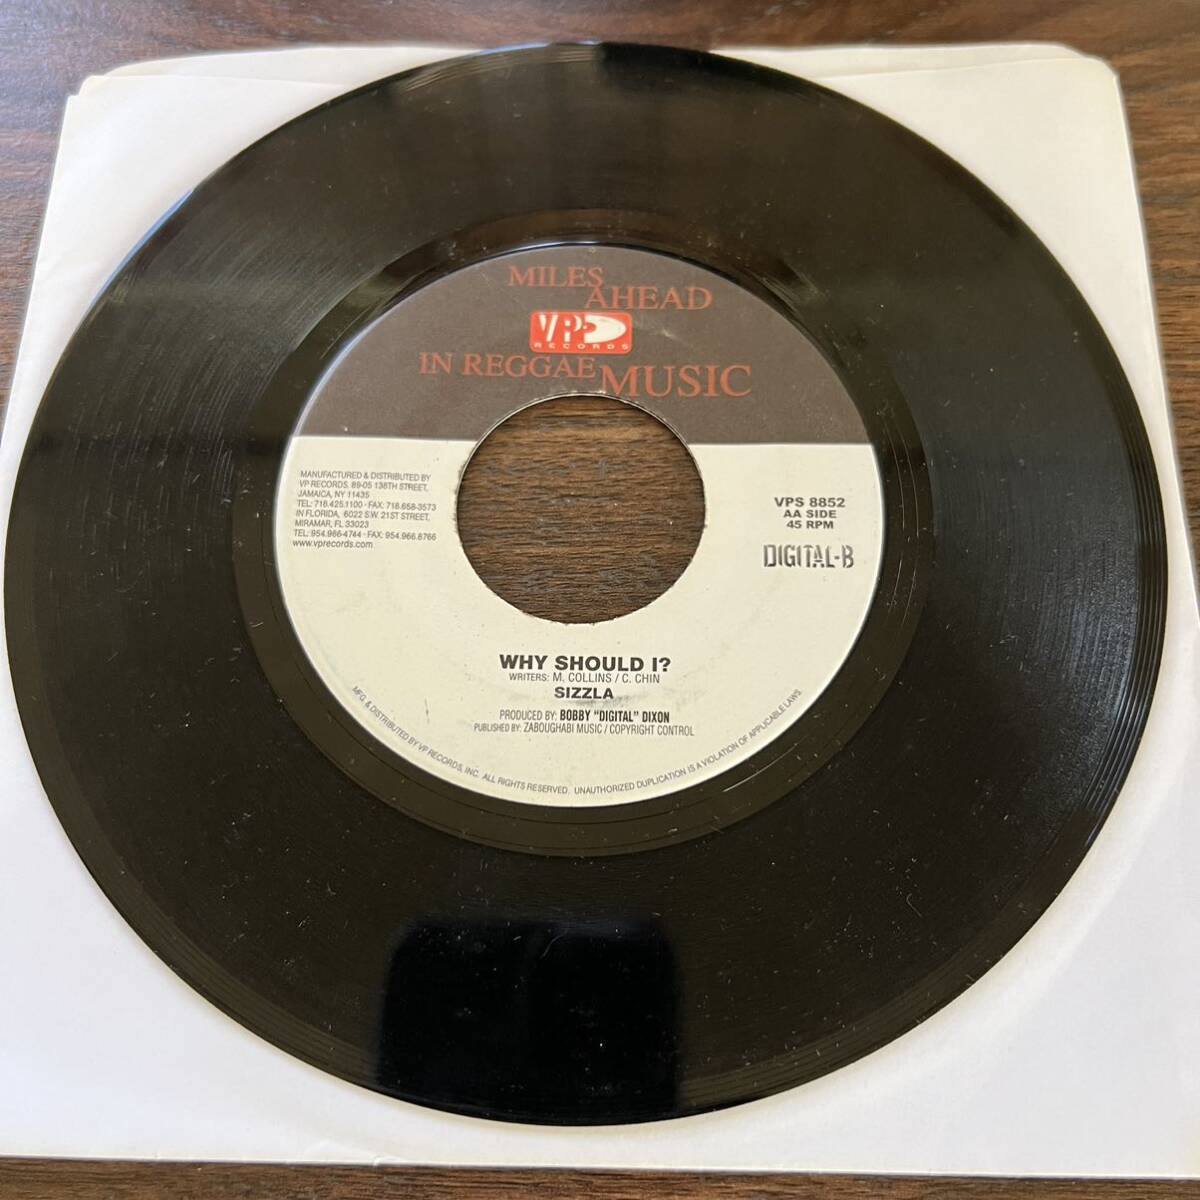 MILES
AHEAD
VP
RECORDS
IN REGGAE MUSIC
MANUFACTURED & DISTRIBUTED BY
VP RECORDS, 89-05 138TH STREET,
JAMAICA, NY 11435
TEL: 718.425.1100 · FAX: 718.658-3573
IN FLORIDA, 6022 S.W. 21ST STREET,
MIRAMAR, FL 33023
TEL: 954.966-4744 · FAX: 954.966.8766
www.vprecords.com
VPS 8852
AA SIDE
45 RPM
DIGITAL-B
WHY SHOULD I?
WRITERS: M. COLLINS / C. CHIN
SIZZLA
PRODUCED BY: BOBBY "DIGITAL" DIXON
PUBLISHED BY: ZABOUGHABI MUSIC / COPYRIGHT CONTROL
MFG. & DISTRIBUTED BY VP RECORDS, INC. ALL RIGHTS RESERVED. UNAUTHORIZED DUPLICATION IS A VIOLATION OF APPLICABLE LAWS